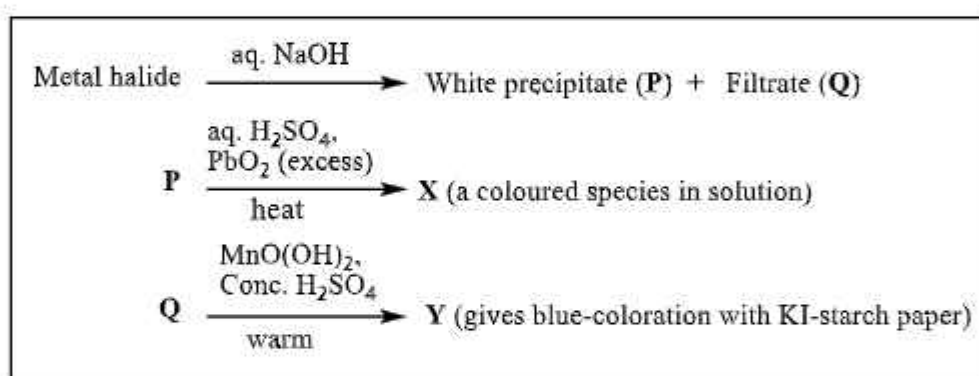 Metal halide aq. NaOH White precipitate (P) + Filtrate (Q)
aq. H₂SO₄,
PbO₂ (excess)
P X (a coloured species in solution)
heat
MnO(OH)₂,
Conc. H₂SO₄
Q Y (gives blue-coloration with KI-starch paper)
warm